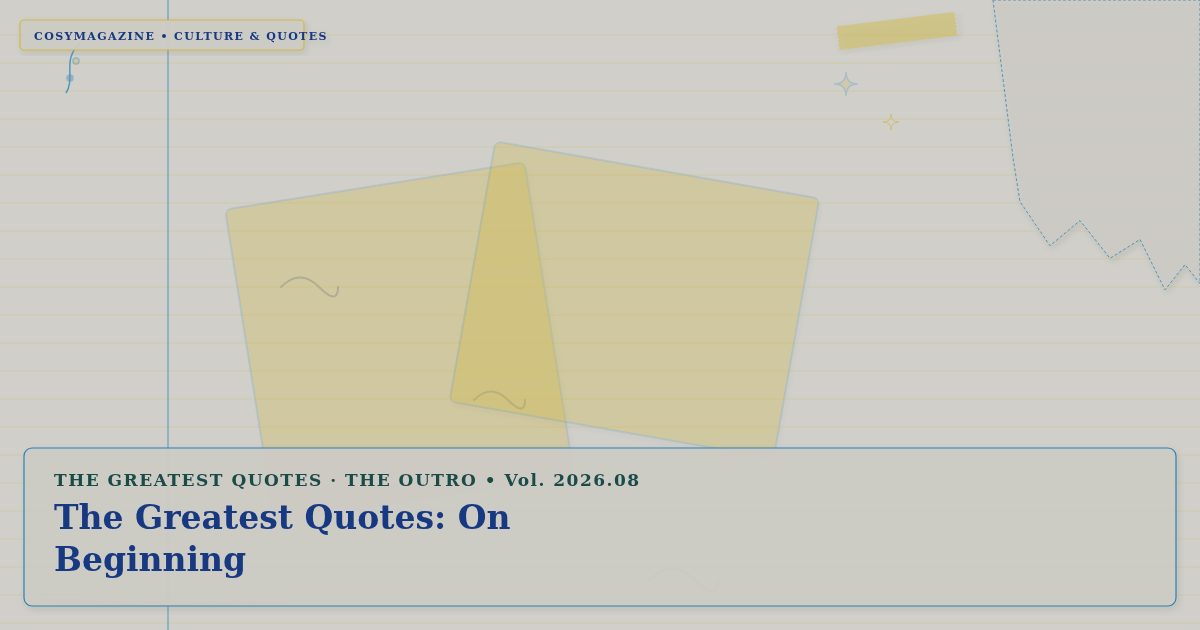 COSYMAGAZINE • CULTURE & QUOTES
THE GREATEST QUOTES · THE OUTRO • Vol. 2026.08
The Greatest Quotes: On
Beginning